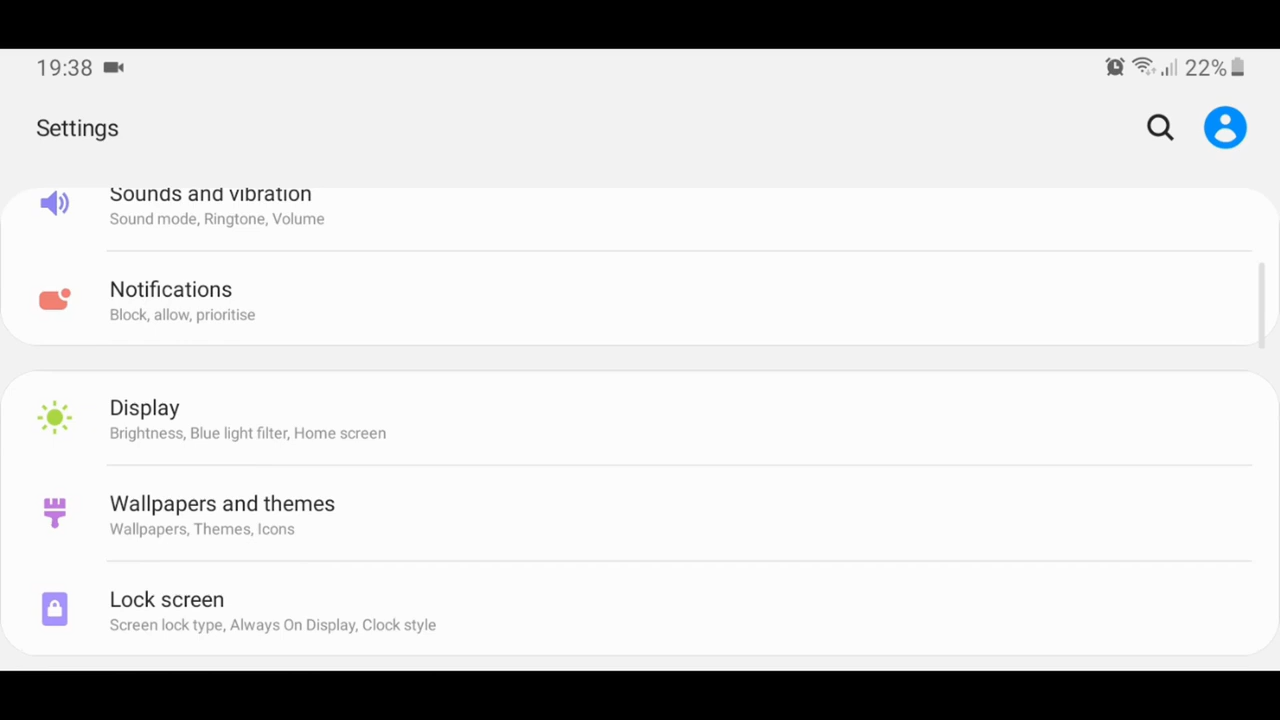 19:38
22%
Settings
Sounds and vibration
Sound mode, Ringtone, Volume
Notifications
Block, allow, prioritise
Display
Brightness, Blue light filter, Home screen
Wallpapers and themes
Wallpapers, Themes, Icons
Lock screen
Screen lock type, Always On Display, Clock style